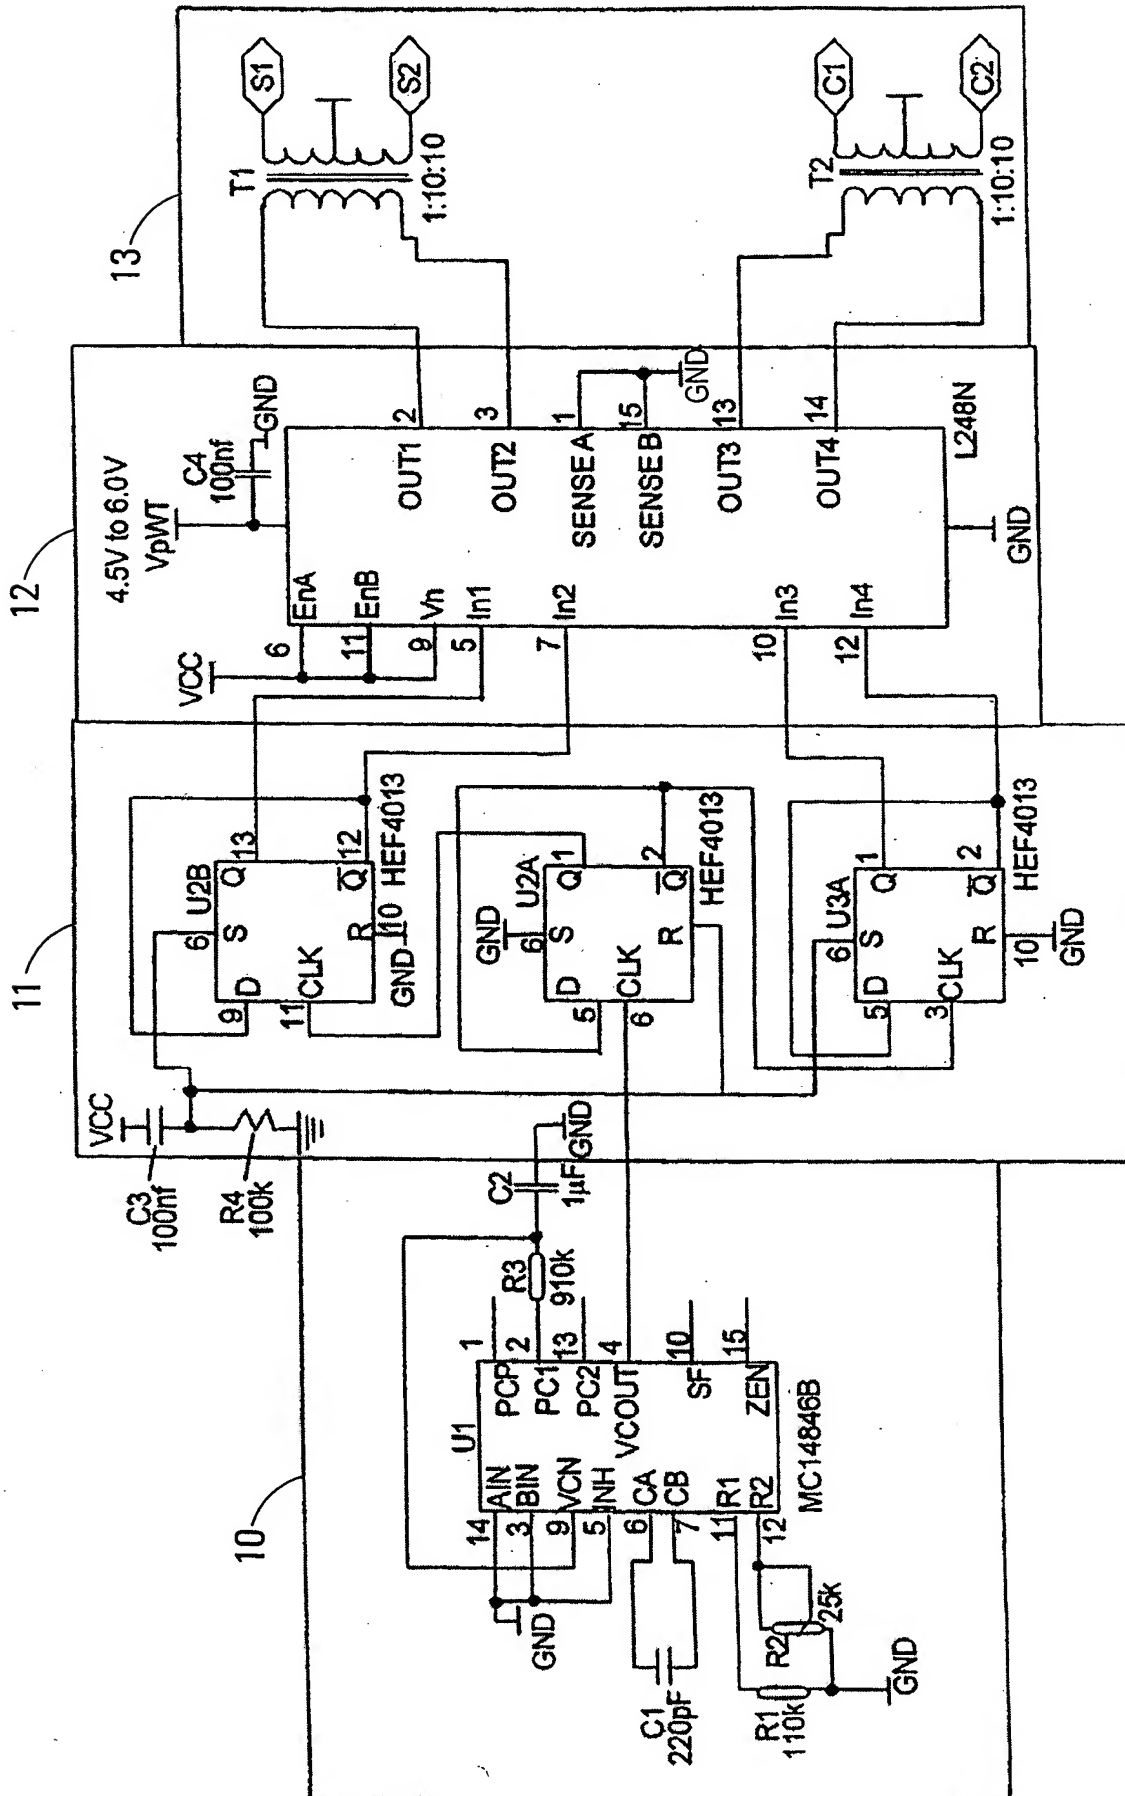 10
U1
14
AIN
3
BIN
9
VCN
5
INH
6
CA
7
CB
11
R1
12
R2
PCP
1
PC1
2
PC2
13
VCOUT
4
SF
10
ZEN
15
MC14846B
GND
C1
220pF
R1
110k
R2
25k
GND
R3
910k
C2
1μF
GND
11
VCC
C3
100nf
R4
100k
U2B
6
S
9
D
11
CLK
Q
13
Q
12
R
10
GND
HEF4013
U2A
GND
6
S
5
D
6
CLK
Q
1
Q
2
R
HEF4013
U3A
6
S
5
D
3
CLK
Q
1
Q
2
R
10
GND
HEF4013
12
4.5V to 6.0V
VpWT
C4
100nf
GND
VCC
6
EnA
11
EnB
9
Vn
5
In1
7
In2
10
In3
12
In4
OUT1
2
OUT2
3
SENSE A
1
SENSE B
15
GND
OUT3
13
OUT4
14
L248N
GND
13
T1
1:10:10
S1
S2
T2
1:10:10
C1
C2